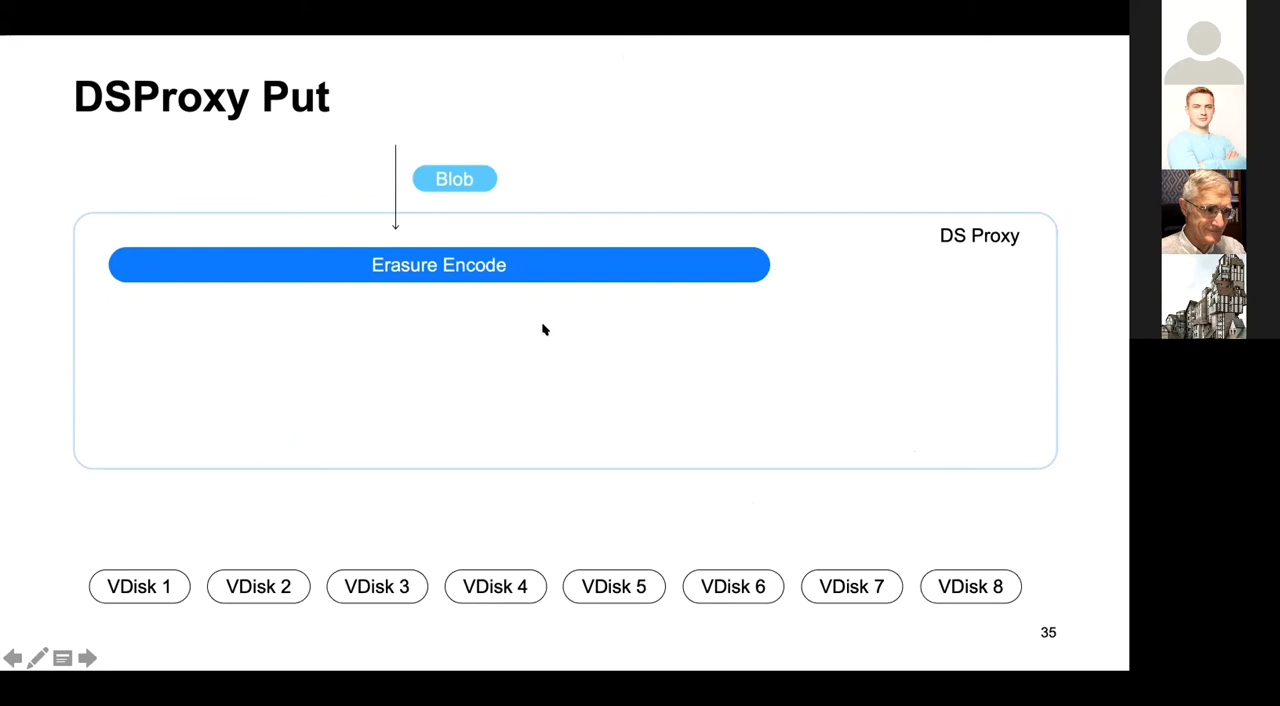 DSProxy Put
Blob
DS Proxy
Erasure Encode
VDisk 1
VDisk 2
VDisk 3
VDisk 4
VDisk 5
VDisk 6
VDisk 7
VDisk 8
35